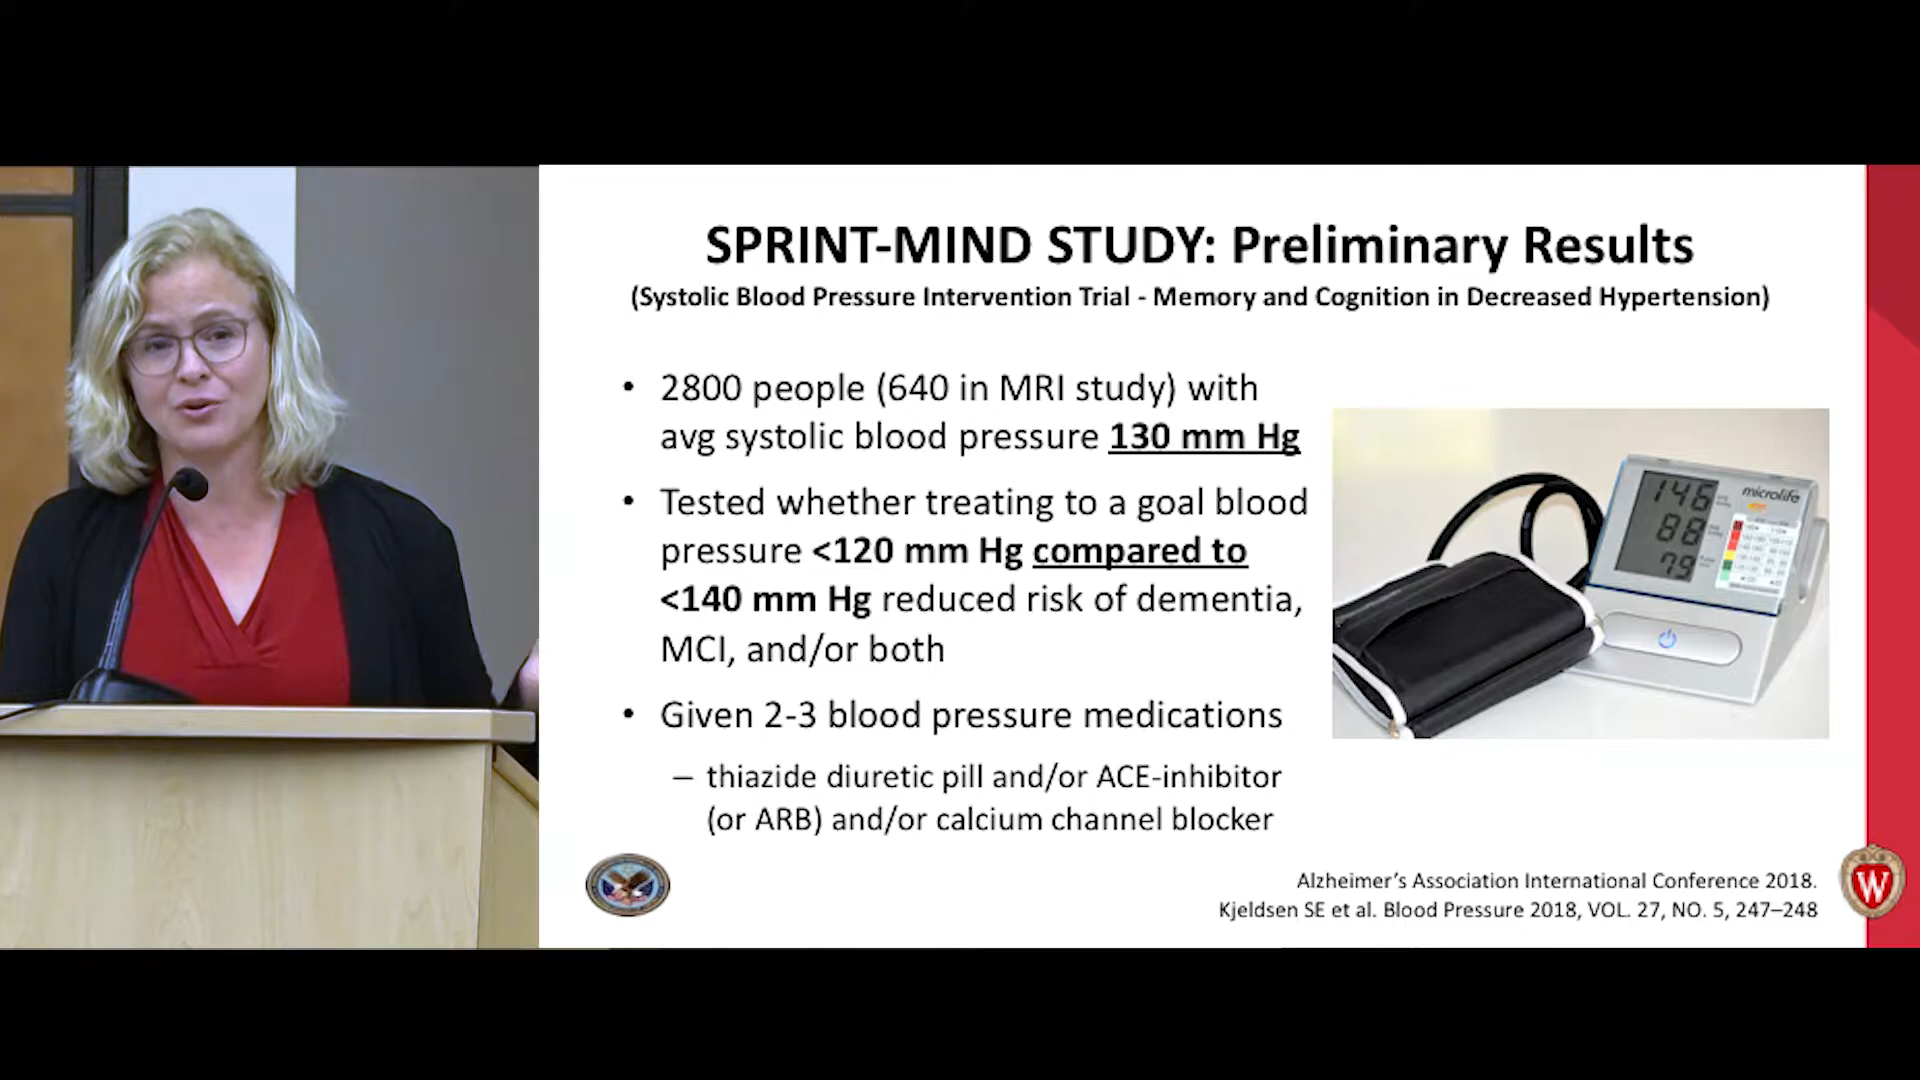 SPRINT-MIND STUDY: Preliminary Results
(Systolic Blood Pressure Intervention Trial - Memory and Cognition in Decreased Hypertension)
• 2800 people (640 in MRI study) with
avg systolic blood pressure 130 mm Hg
• Tested whether treating to a goal blood
pressure <120 mm Hg compared to
<140 mm Hg reduced risk of dementia,
MCI, and/or both
• Given 2-3 blood pressure medications
– thiazide diuretic pill and/or ACE-inhibitor
(or ARB) and/or calcium channel blocker
146
88
79
microlife
Alzheimer’s Association International Conference 2018.
Kjeldsen SE et al. Blood Pressure 2018, VOL. 27, NO. 5, 247–248
W